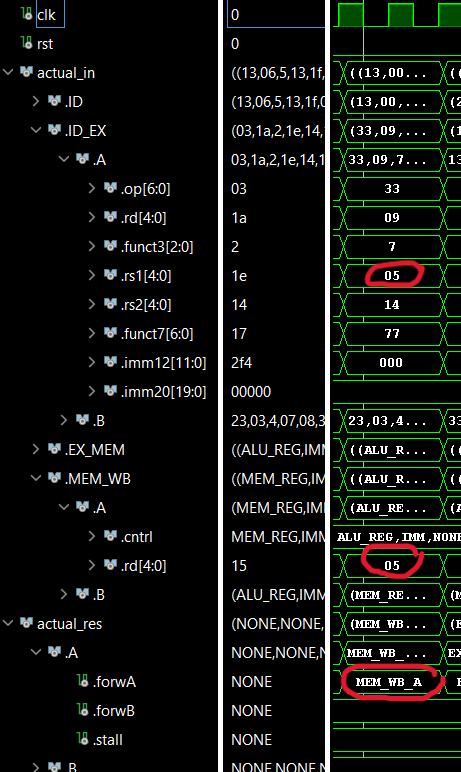 clk 0
rst 0
actual_in ((13,06,5,13,1f, ((13,00,...
.ID (13,06,5,13,1f,0 (13,00,... (2
.ID_EX (03,1a,2,1e,14,1 (33,09,... (1
.A 03,1a,2,1e,14,1 33,09,7... 13
.op[6:0] 03 33
.rd[4:0] 1a 09
.funct3[2:0] 2 7
.rs1[4:0] 1e 05
.rs2[4:0] 14 14
.funct7[6:0] 17 77
.imm12[11:0] 2f4 000
.imm20[19:0] 00000
.B 23,03,4,07,08,3 23,03,4... 33
.EX_MEM ((ALU_REG,IMM ((ALU_R... ((
.MEM_WB ((MEM_REG,IM ((ALU_R... ((
.A (MEM_REG,IMM (ALU_RE... (A
.cntrl MEM_REG,IMM, ALU_REG,IMM,NONE
.rd[4:0] 15 05
.B (ALU_REG,IMM (MEM_RE... (M
actual_res (NONE,NONE, (MEM_WB... (
.A NONE,NONE,N MEM_WB_... EX
.forwA NONE MEM_WB_A
.forwB NONE
.stall NONE
.B NONE,NONE,N